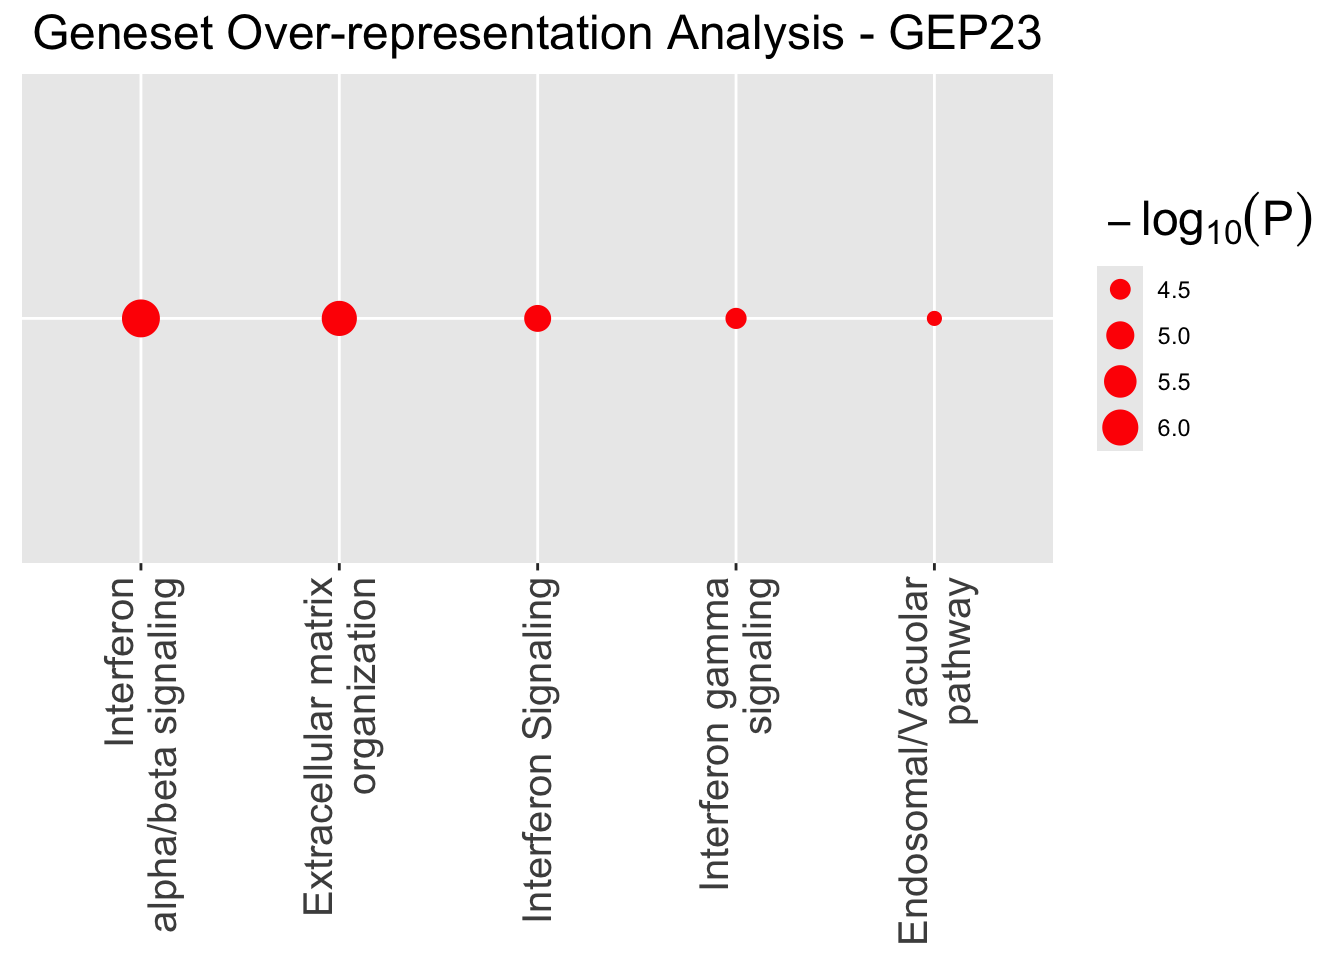 Geneset Over-representation Analysis - GEP23
− log10(P)
4.5
5.0
5.5
6.0
Interferon
alpha/beta signaling
Extracellular matrix
organization
Interferon Signaling
Interferon gamma
signaling
Endosomal/Vacuolar
pathway